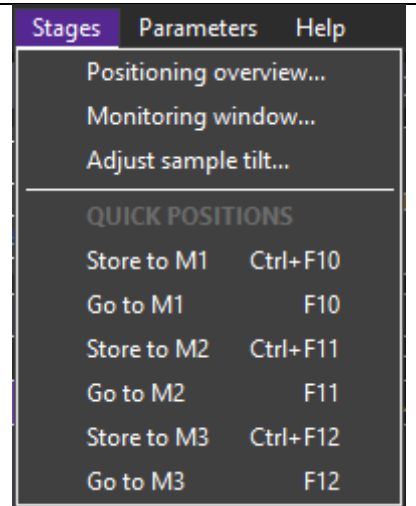 Stages Parameters Help
Positioning overview...
Monitoring window...
Adjust sample tilt...
QUICK POSITIONS
Store to M1 Ctrl+F10
Go to M1 F10
Store to M2 Ctrl+F11
Go to M2 F11
Store to M3 Ctrl+F12
Go to M3 F12